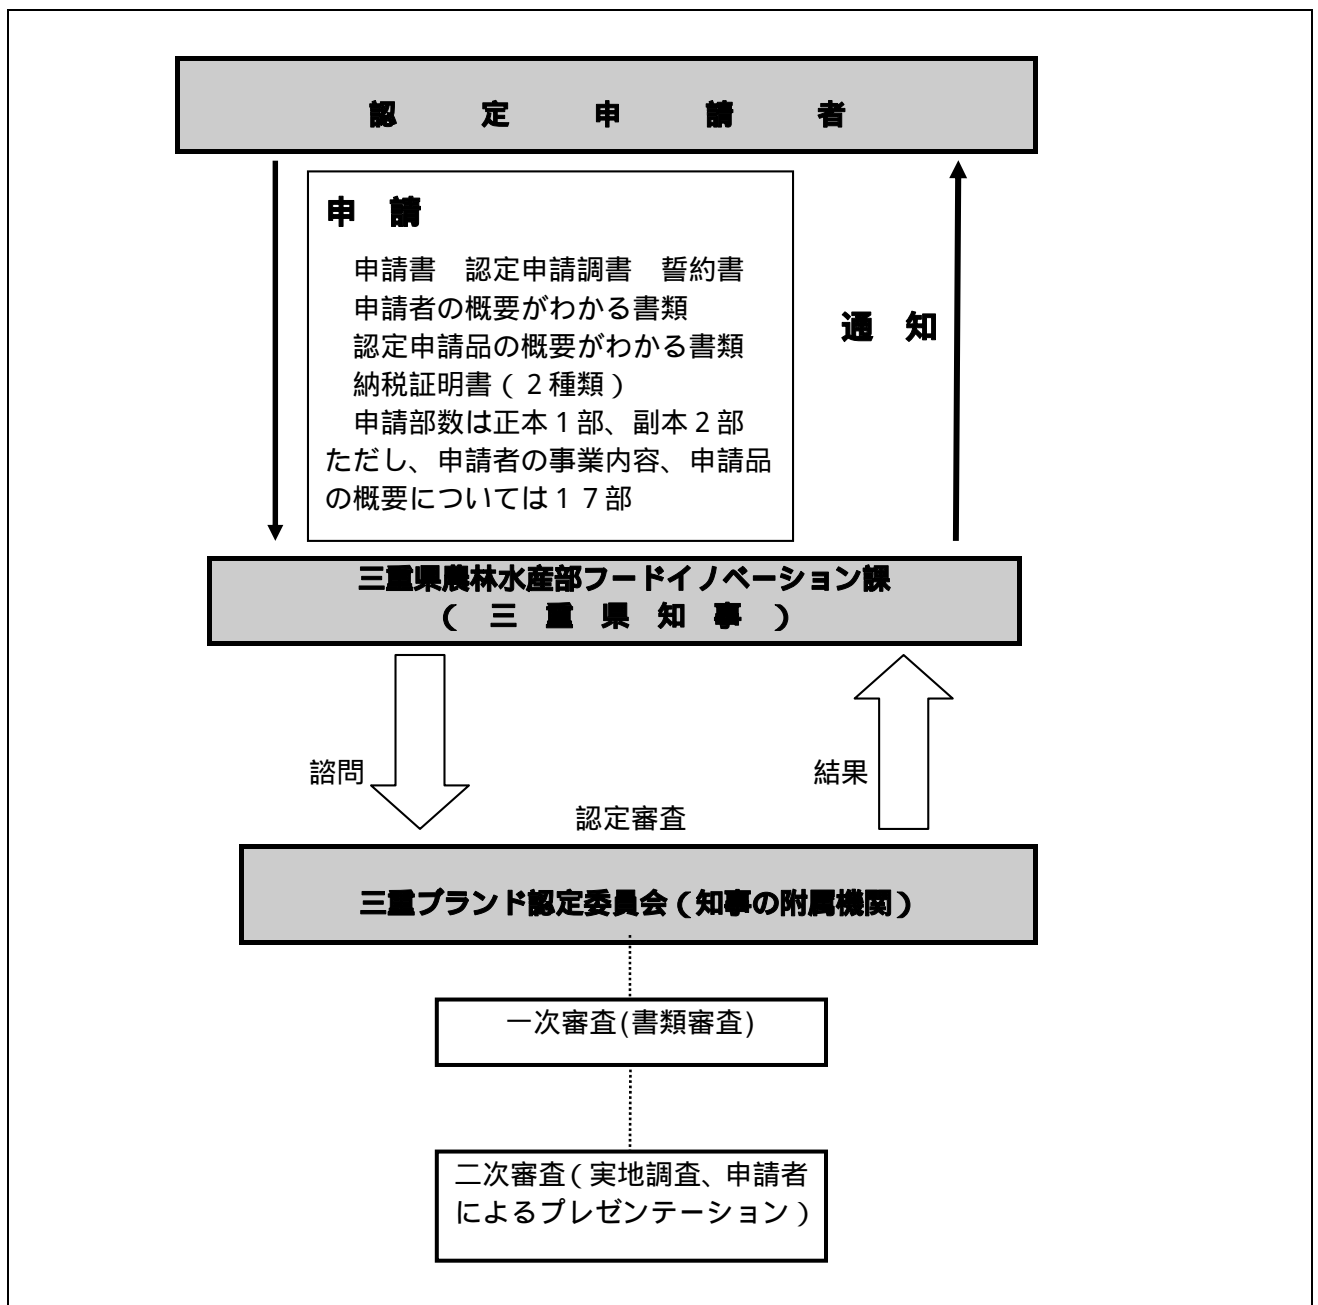 認　定　申　請　者
申　請
申請書　認定申請調書　誓約書
申請者の概要がわかる書類
認定申請品の概要がわかる書類
納税証明書（２種類）
申請部数は正本１部、副本２部
ただし、申請者の事業内容、申請品
の概要については１７部
通　知
三重県農林水産部フードイノベーション課
（　三　重　県　知　事　）
諮問
結果
認定審査
三重ブランド認定委員会（知事の附属機関）
一次審査(書類審査)
二次審査（実地調査、申請者
によるプレゼンテーション）